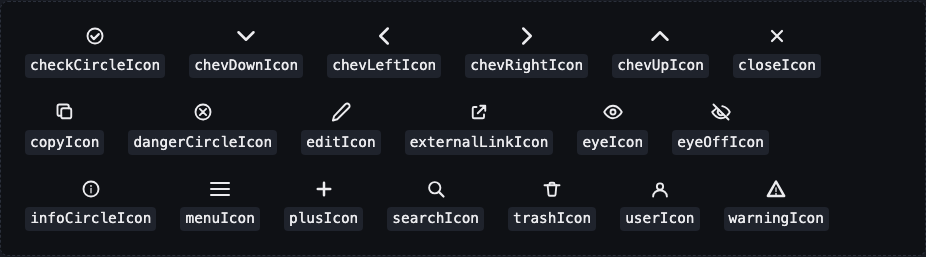 checkCircleIcon chevDownIcon chevLeftIcon chevRightIcon chevUpIcon closeIcon
copyIcon dangerCircleIcon editIcon externalLinkIcon eyeIcon eyeOffIcon
infoCircleIcon menuIcon plusIcon searchIcon trashIcon userIcon warningIcon